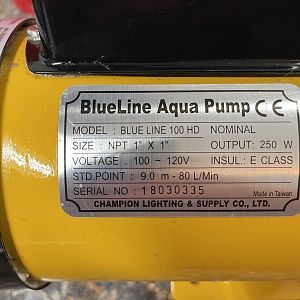 BlueLine Aqua Pump CE
MODEL : BLUE LINE 100 HD NOMINAL
SIZE : NPT 1" X 1" OUTPUT: 250 W
VOLTAGE : 100 ~ 120V INSUL: E CLASS
STD.POINT : 9.0 m - 80 L/Min
SERIAL NO : 18030335 Made in Taiwan
CHAMPION LIGHTING & SUPPLY CO., LTD.